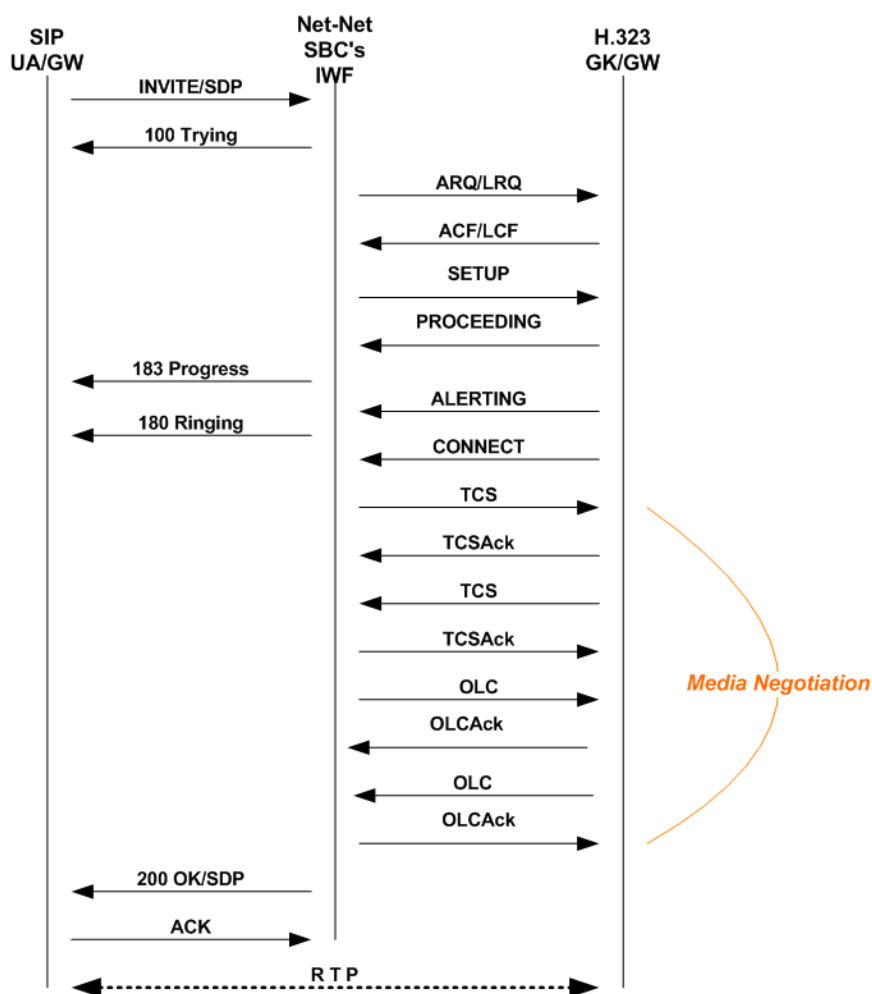 SIP
UA/GW
Net-Net
SBC's
IWF
H.323
GK/GW
INVITE/SDP
100 Trying
ARQ/LRQ
ACF/LCF
SETUP
PROCEEDING
183 Progress
ALERTING
180 Ringing
CONNECT
TCS
TCSAck
TCS
TCSAck
Media Negotiation
OLC
OLCAck
OLC
OLCAck
200 OK/SDP
ACK
R T P